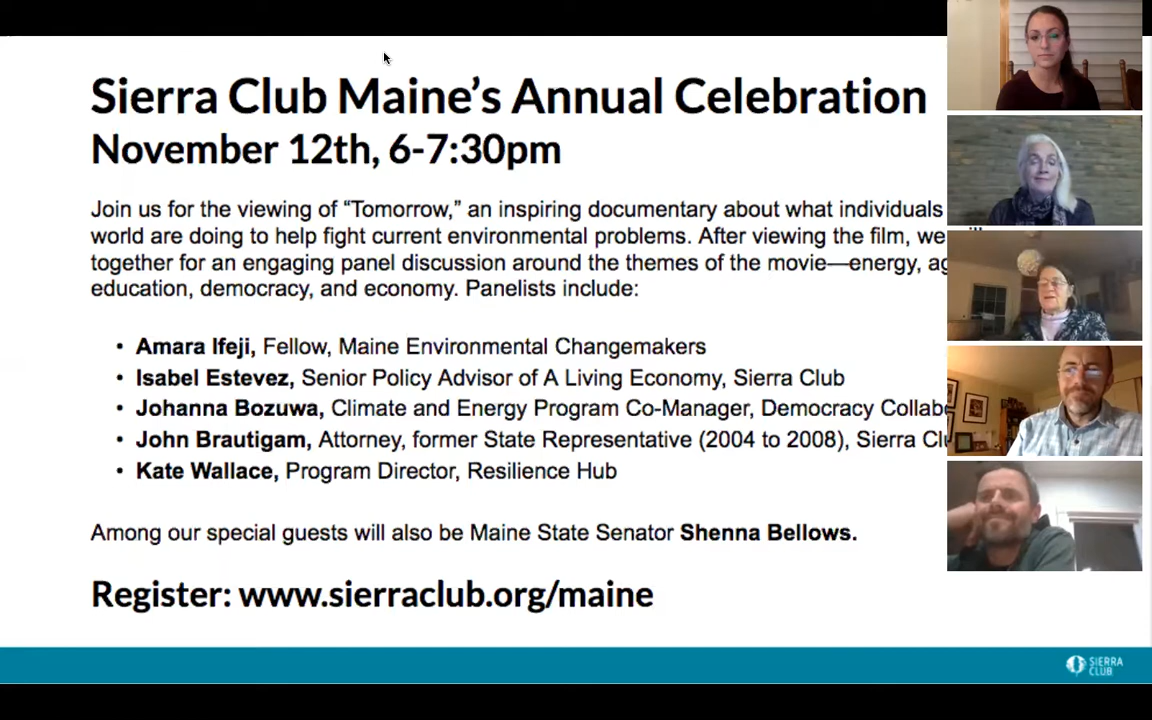 Sierra Club Maine’s Annual Celebration
November 12th, 6-7:30pm
Join us for the viewing of “Tomorrow,” an inspiring documentary about what individuals
world are doing to help fight current environmental problems. After viewing the film, we
together for an engaging panel discussion around the themes of the movie—energy,
education, democracy, and economy. Panelists include:
• Amara Ifeji, Fellow, Maine Environmental Changemakers
• Isabel Estevez, Senior Policy Advisor of A Living Economy, Sierra Club
• Johanna Bozuwa, Climate and Energy Program Co-Manager, Democracy
• John Brautigam, Attorney, former State Representative (2004 to 2008), Sierra
• Kate Wallace, Program Director, Resilience Hub
Among our special guests will also be Maine State Senator Shenna Bellows.
Register: www.sierraclub.org/maine
SIERRA
CLUB